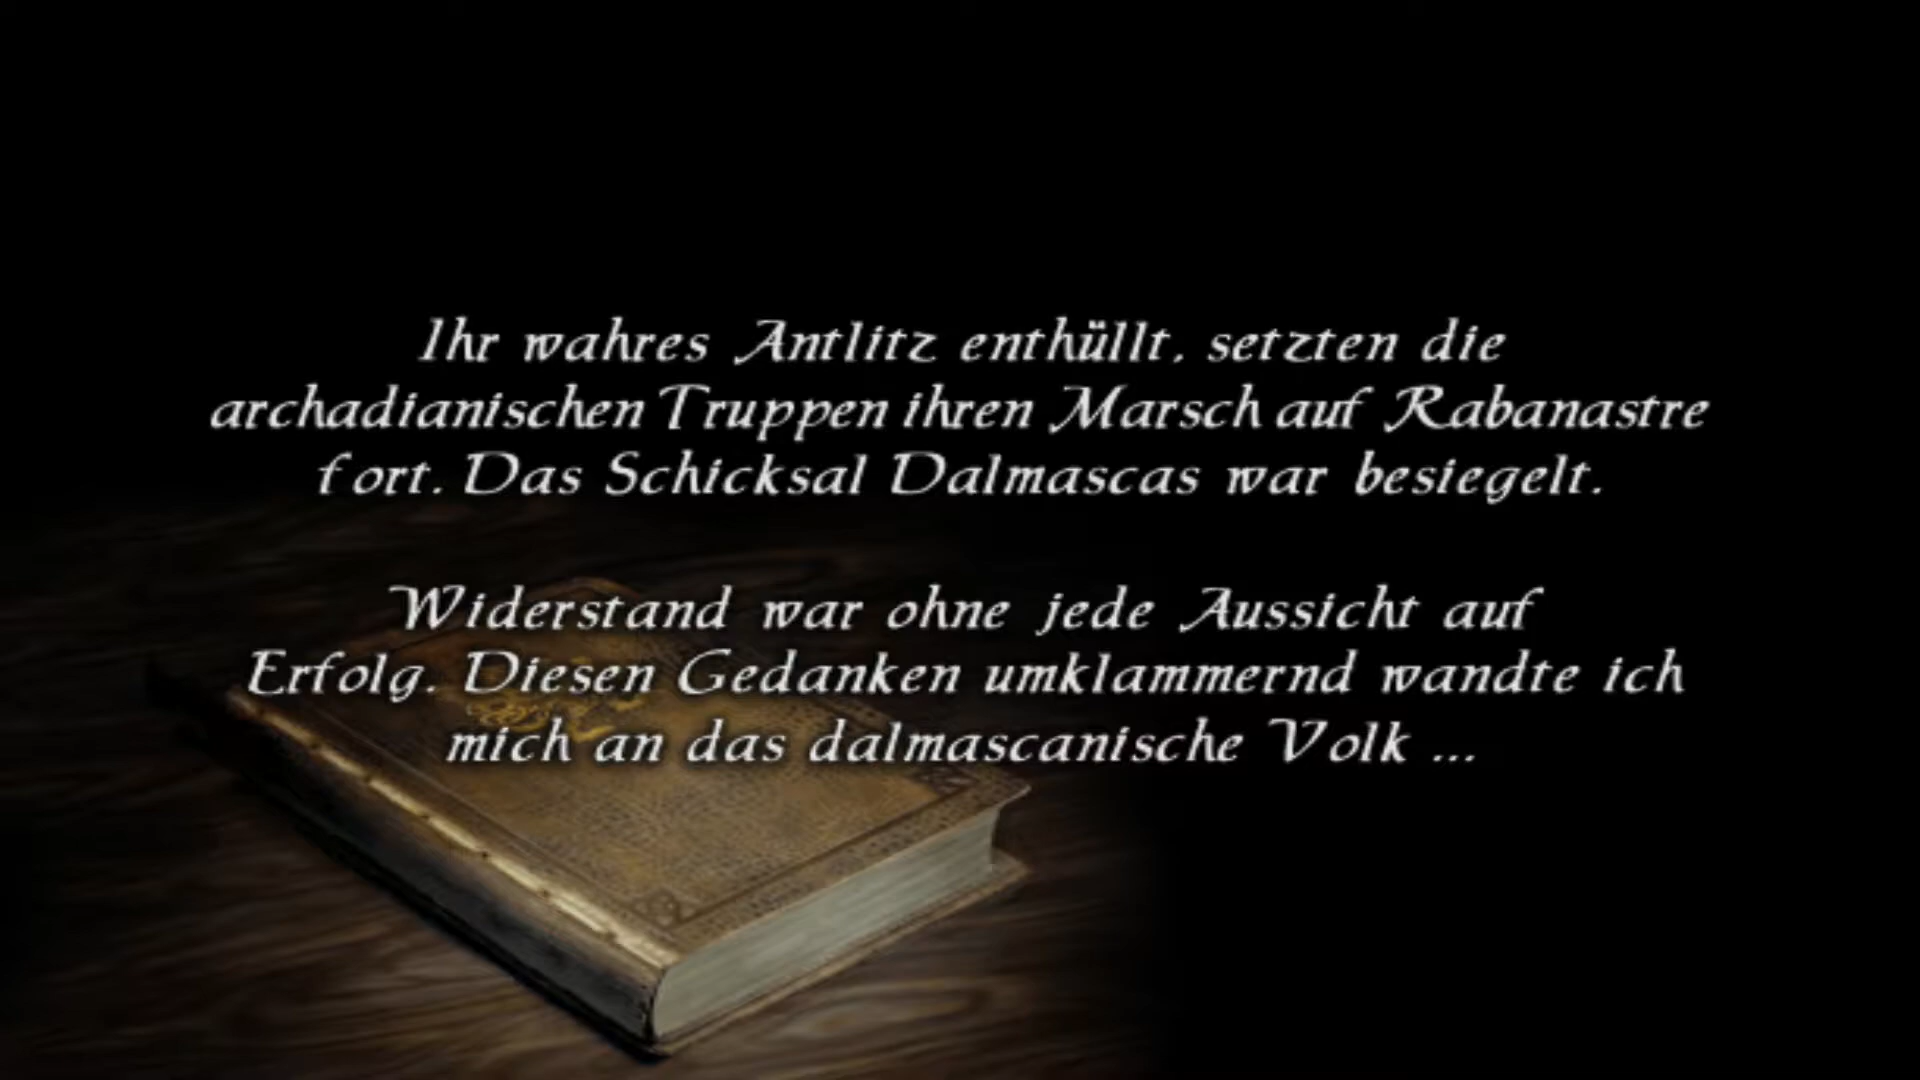 Ihr wahres Antlitz enthüllt, setzten die
archadianischen Truppen ihren Marsch auf Rabanastre
fort. Das Schicksal Dalmascas war besiegelt.
Widerstand war ohne jede Aussicht auf
Erfolg. Diesen Gedanken umklammernd wandte ich
mich an das dalmascanische Volk ...